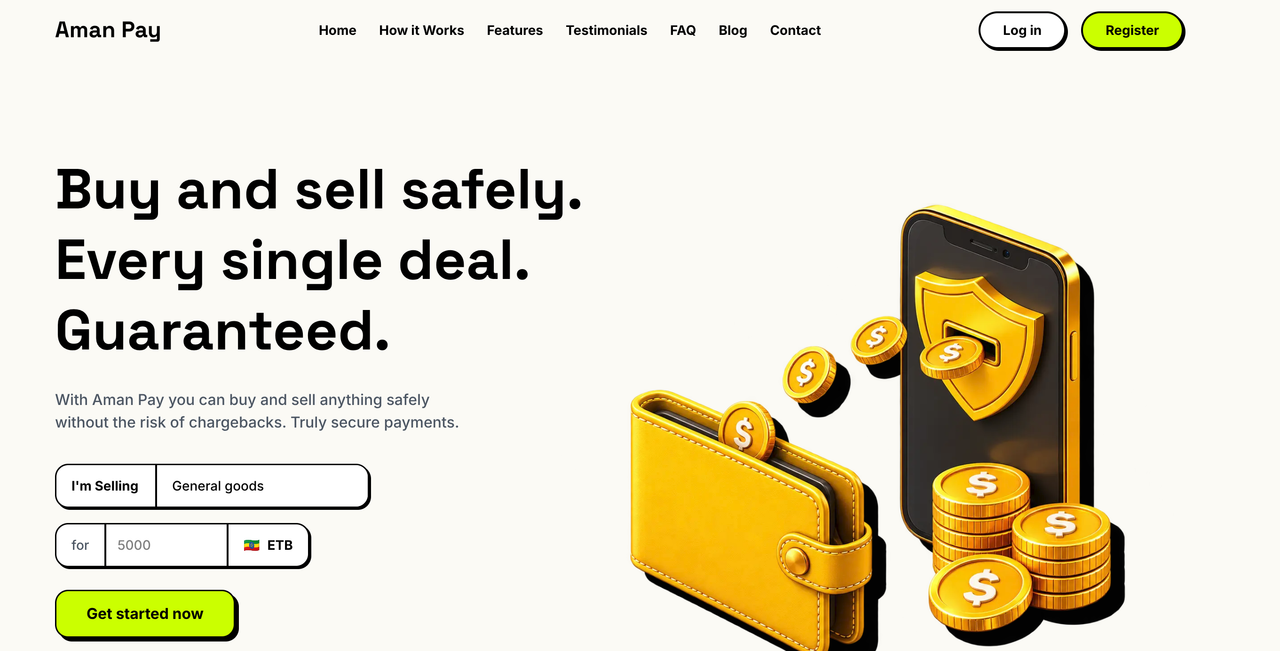 Aman Pay
Home How it Works Features Testimonials FAQ Blog Contact
Log in Register
Buy and sell safely.
Every single deal.
Guaranteed.
With Aman Pay you can buy and sell anything safely
without the risk of chargebacks. Truly secure payments.
I'm Selling General goods
for 5000 ETB
Get started now
$
$
$
$
$
$
$